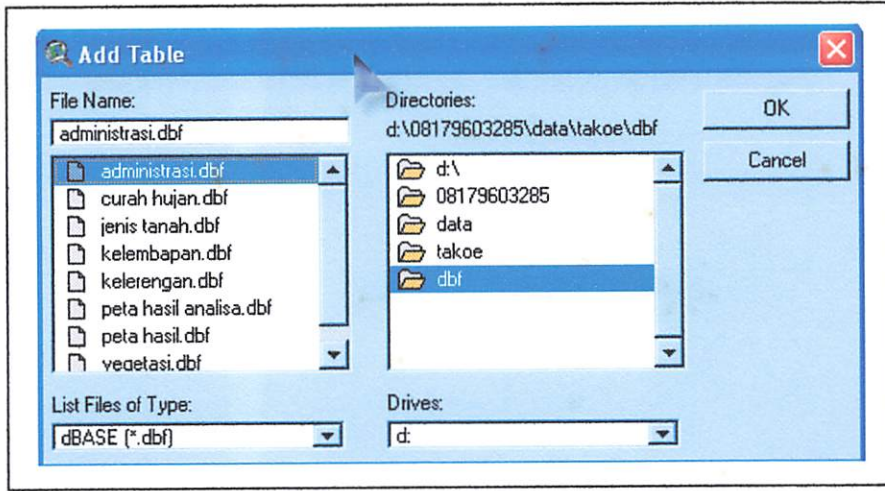 Add Table
File Name:
administrasi.dbf
administrasi.dbf
curah hujan.dbf
jenis tanah.dbf
kelembapan.dbf
kelerengan.dbf
peta hasil analisa.dbf
peta hasil.dbf
vegetasi.dbf
List Files of Type:
dBASE (*.dbf)
Directories:
d:\08179603285\data\takoe\dbf
d:\
08179603285
data
takoe
dbf
Drives:
d:
OK
Cancel